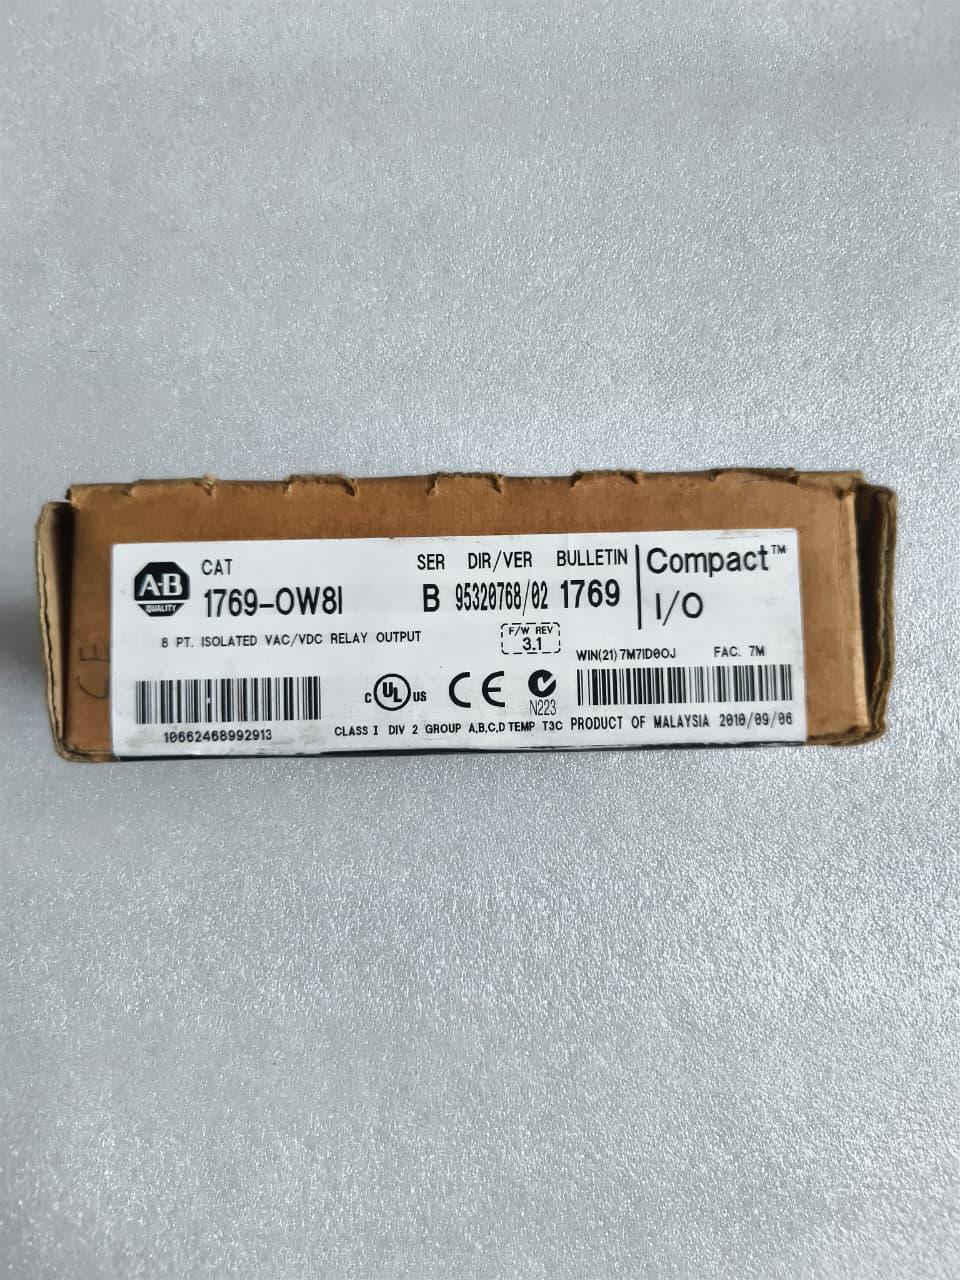 A-B
QUALITY
CAT
1769-OW8I
SER DIR/VER BULLETIN
B 95320768/02 1769
Compact™
I/O
8 PT. ISOLATED VAC/VDC RELAY OUTPUT
F/W REV
3.1
WIN(21) 7M7ID0OJ FAC. 7M
C UL US CE N223
10662468992913
CLASS I DIV 2 GROUP A,B,C,D TEMP T3C PRODUCT OF MALAYSIA 2010/09/06
CE